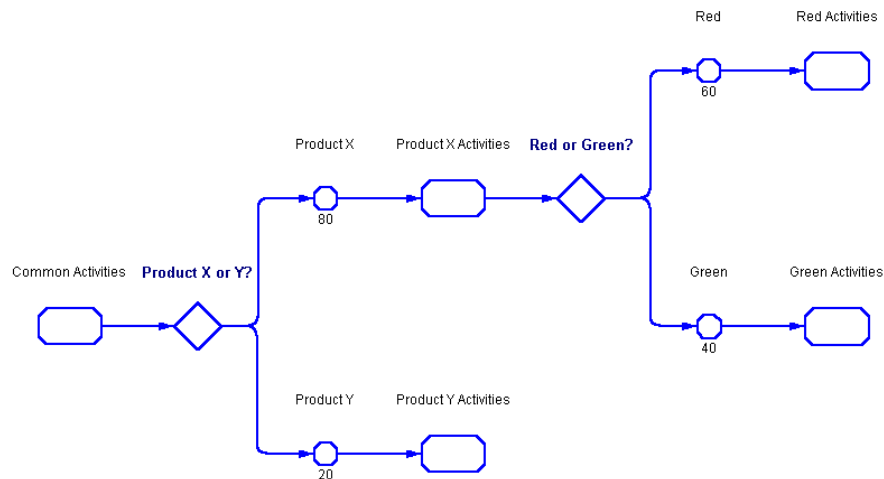 Red
Red Activities
60
Product X
Product X Activities
Red or Green?
80
Common Activities
Product X or Y?
Green
Green Activities
40
Product Y
Product Y Activities
20